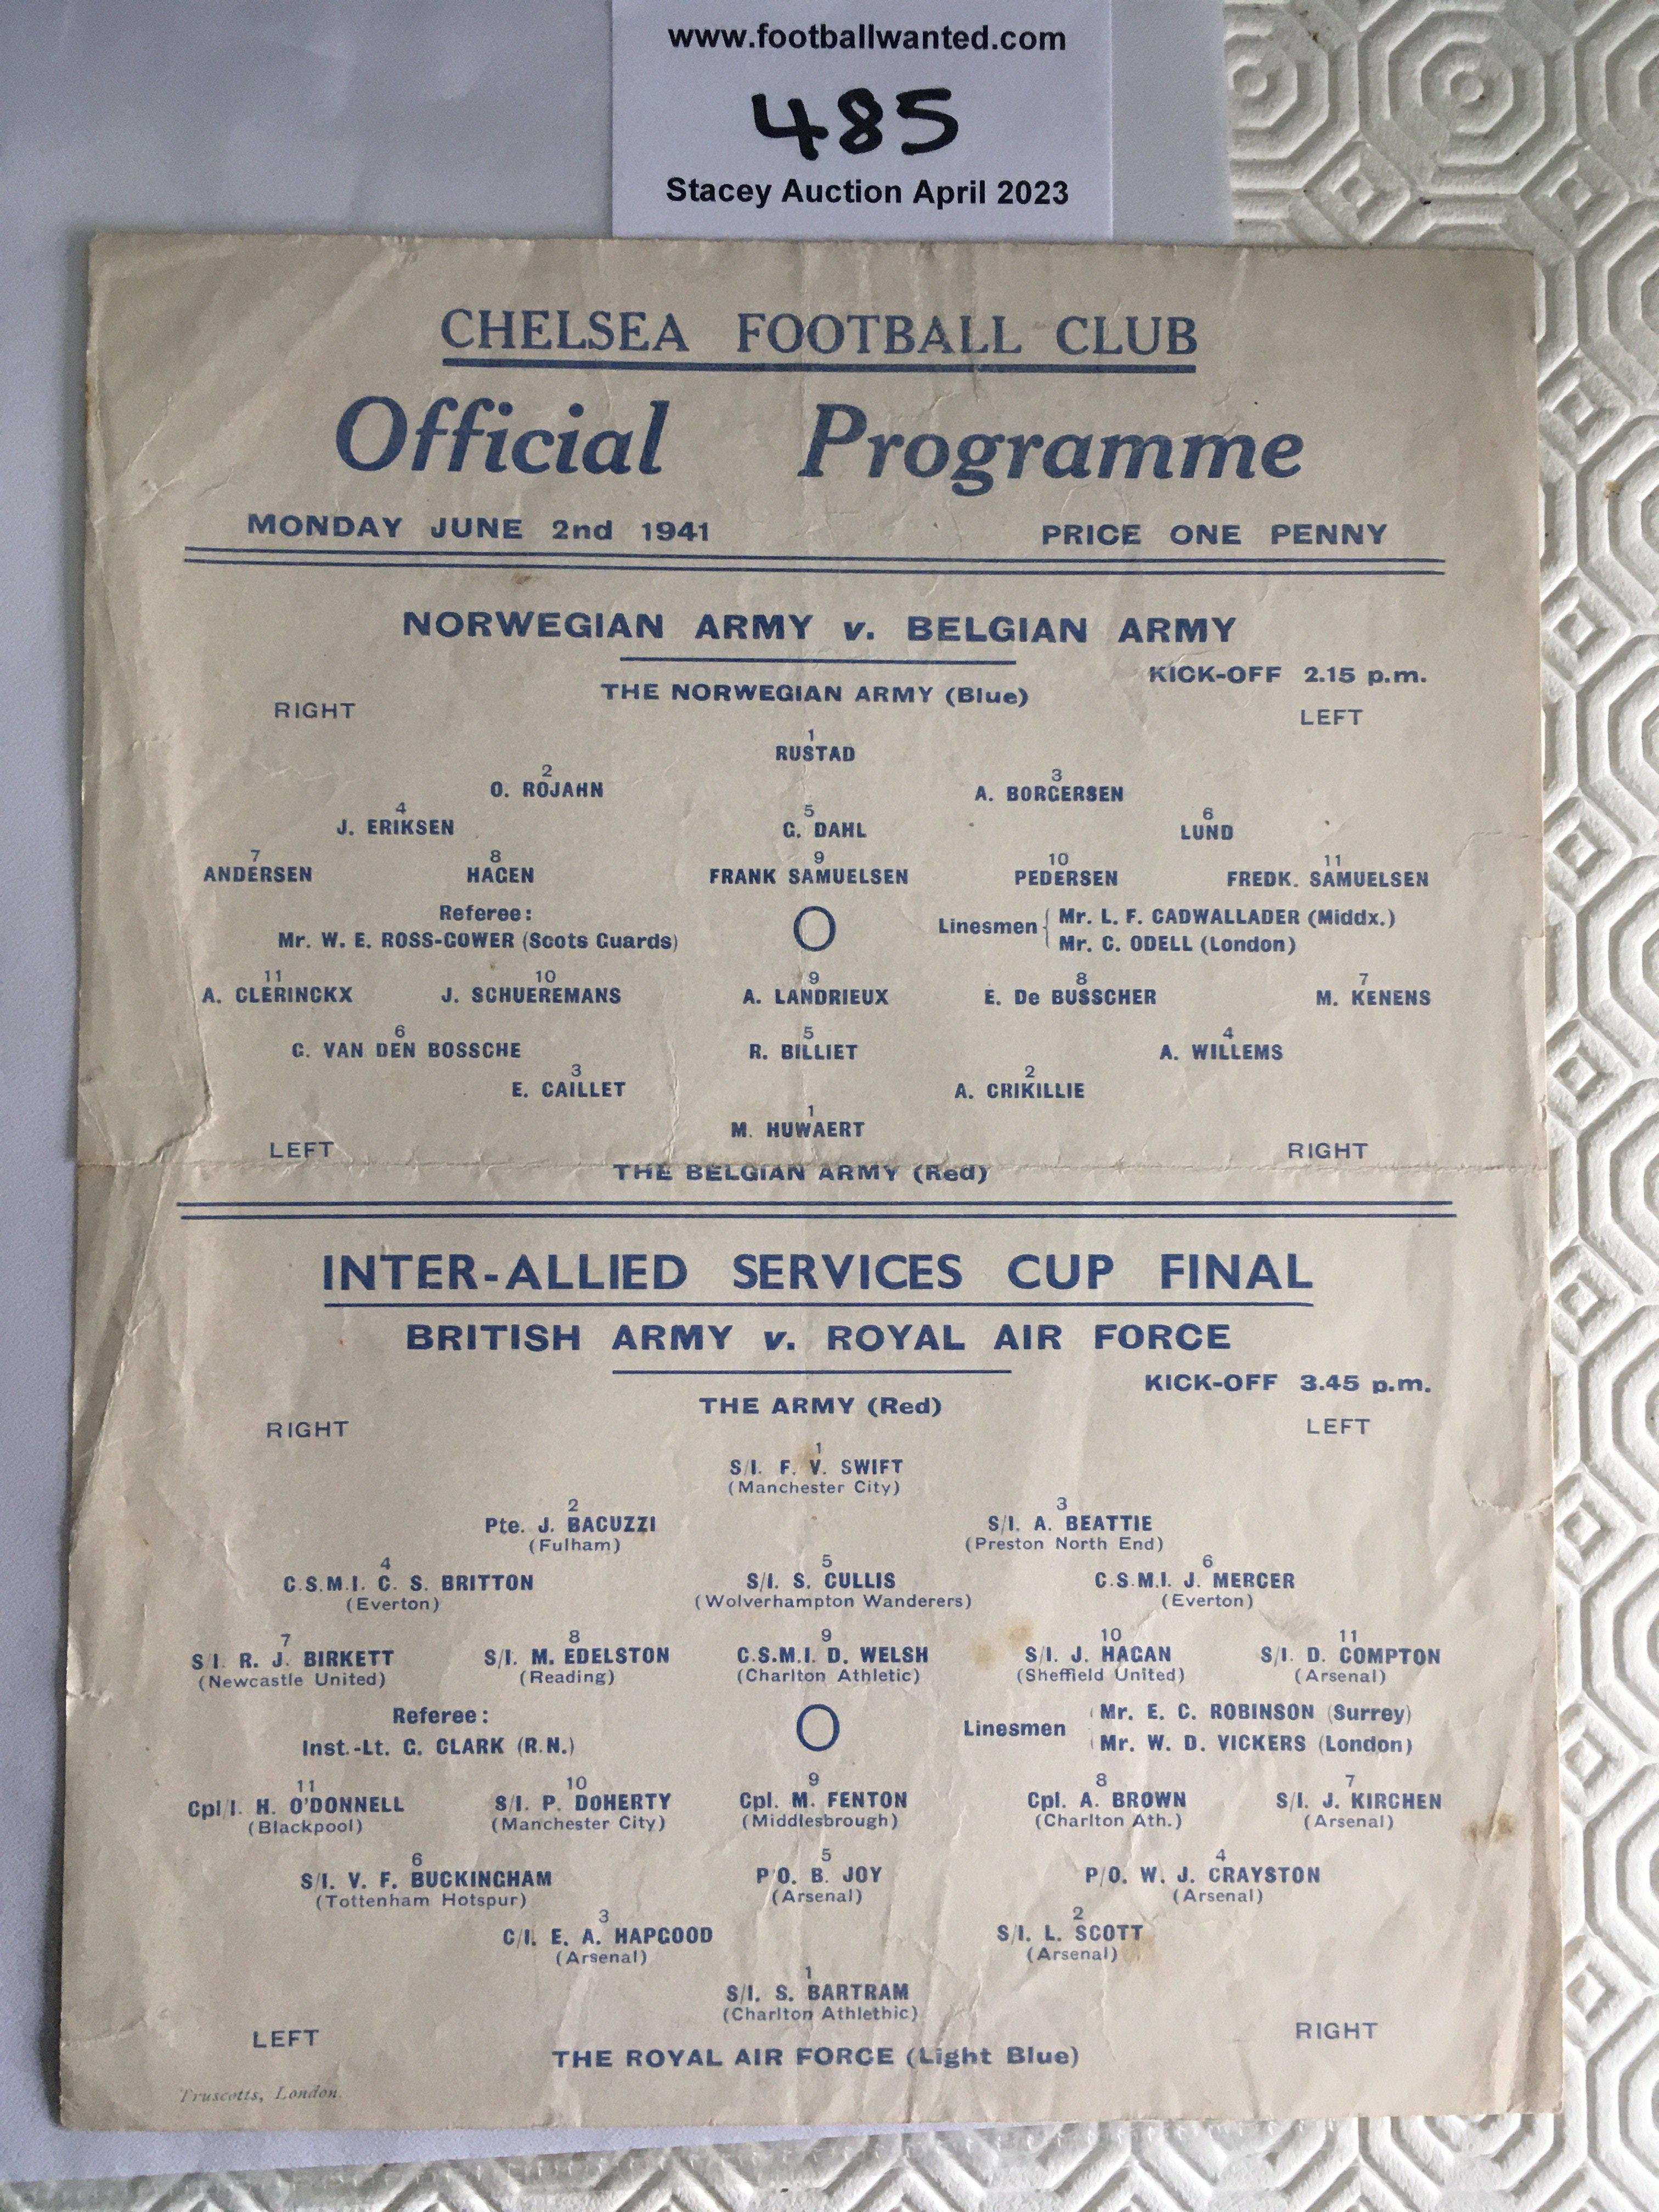 www.footballwanted.com
485
Stacey Auction April 2023
CHELSEA FOOTBALL CLUB
Official Programme
MONDAY JUNE 2nd 1941 PRICE ONE PENNY
NORWEGIAN ARMY v. BELGIAN ARMY
KICK-OFF 2.15 p.m.
THE NORWEGIAN ARMY (Blue)
RIGHT LEFT
1
RUSTAD
2 3
O. ROJAHN A. BORGERSEN
4 5 6
J. ERIKSEN G. DAHL LUND
7 8 9 10 11
ANDERSEN HAGEN FRANK SAMUELSEN PEDERSEN FREDK. SAMUELSEN
Referee: O Linesmen Mr. L. F. CADWALLADER (Middx.)
Mr. W. E. ROSS-GOWER (Scots Guards) Mr. C. ODELL (London)
11 10 9 8 7
A. CLERINCKX J. SCHUEREMANS A. LANDRIEUX E. De BUSSCHER M. KENENS
6 5 4
G. VAN DEN BOSSCHE R. BILLIET A. WILLEMS
3 2
E. CAILLET A. CRIKILLIE
1
M. HUWAERT
LEFT RIGHT
THE BELGIAN ARMY (Red)
INTER-ALLIED SERVICES CUP FINAL
BRITISH ARMY v. ROYAL AIR FORCE
KICK-OFF 3.45 p.m.
THE ARMY (Red)
RIGHT LEFT
1
S/I. F. V. SWIFT
(Manchester City)
2 3
Pte. J. BACUZZI S/I. A. BEATTIE
(Fulham) (Preston North End)
4 5 6
C.S.M.I. C. S. BRITTON S/I. S. CULLIS C.S.M.I. J. MERCER
(Everton) (Wolverhampton Wanderers) (Everton)
7 8 9 10 11
S/I. R. J. BIRKETT S/I. M. EDELSTON C.S.M.I. D. WELSH S/I. J. HAGAN S/I. D. COMPTON
(Newcastle United) (Reading) (Charlton Athletic) (Sheffield United) (Arsenal)
Referee: O Linesmen Mr. E. C. ROBINSON (Surrey)
Inst.-Lt. G. CLARK (R.N.) Mr. W. D. VICKERS (London)
11 10 9 8 7
Cpl/I. H. O'DONNELL S/I. P. DOHERTY Cpl. M. FENTON Cpl. A. BROWN S/I. J. KIRCHEN
(Blackpool) (Manchester City) (Middlesbrough) (Charlton Ath.) (Arsenal)
6 5 4
S/I. V. F. BUCKINGHAM P/O. B. JOY P/O. W. J. CRAYSTON
(Tottenham Hotspur) (Arsenal) (Arsenal)
3 2
C/I. E. A. HAPGOOD S/I. L. SCOTT
(Arsenal) (Arsenal)
1
S/I. S. BARTRAM
(Charlton Athlethic)
LEFT RIGHT
THE ROYAL AIR FORCE (Light Blue)
Truscotts, London.